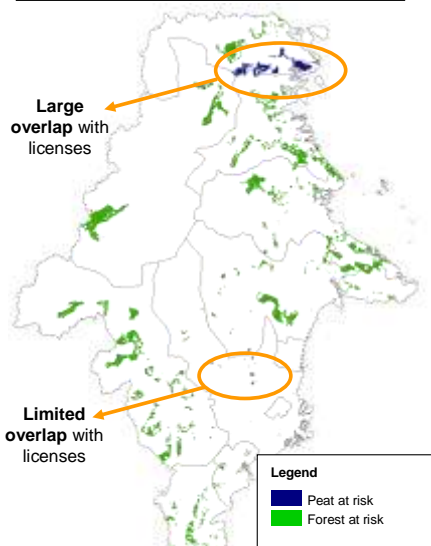 Large
overlap with
licenses
Limited
overlap with
licenses
Legend
Peat at risk
Forest at risk